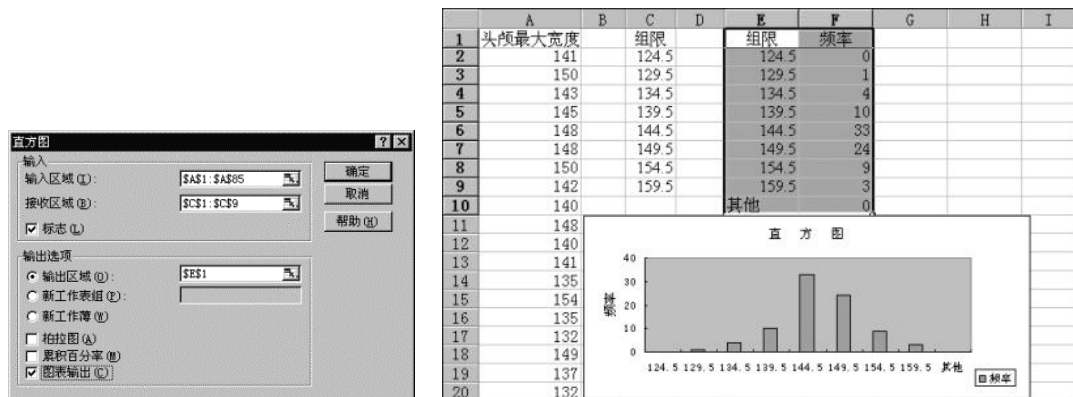 直方图
输入
输入区域(I): $A$1:$A$85
接收区域(B): $C$1:$C$9
标志(L)
输出选项
输出区域(O): $E$1
新工作表组(P):
新工作薄(W)
柏拉图(A)
累积百分率(M)
图表输出(C)
确定
取消
帮助(H)
A B C D E F G H I
1 头颅最大宽度 组限 组限 频率
2 141 124.5 124.5 0
3 150 129.5 129.5 1
4 143 134.5 134.5 4
5 145 139.5 139.5 10
6 148 144.5 144.5 33
7 148 149.5 149.5 24
8 150 154.5 154.5 9
9 142 159.5 159.5 3
10 140 其他 0
11 148
12 140
13 141
14 135
15 154
16 135
17 132
18 149
19 137
20 132
直 方 图
频率
40
30
20
10
0
124.5 129.5 134.5 139.5 144.5 149.5 154.5 159.5 其他
频率